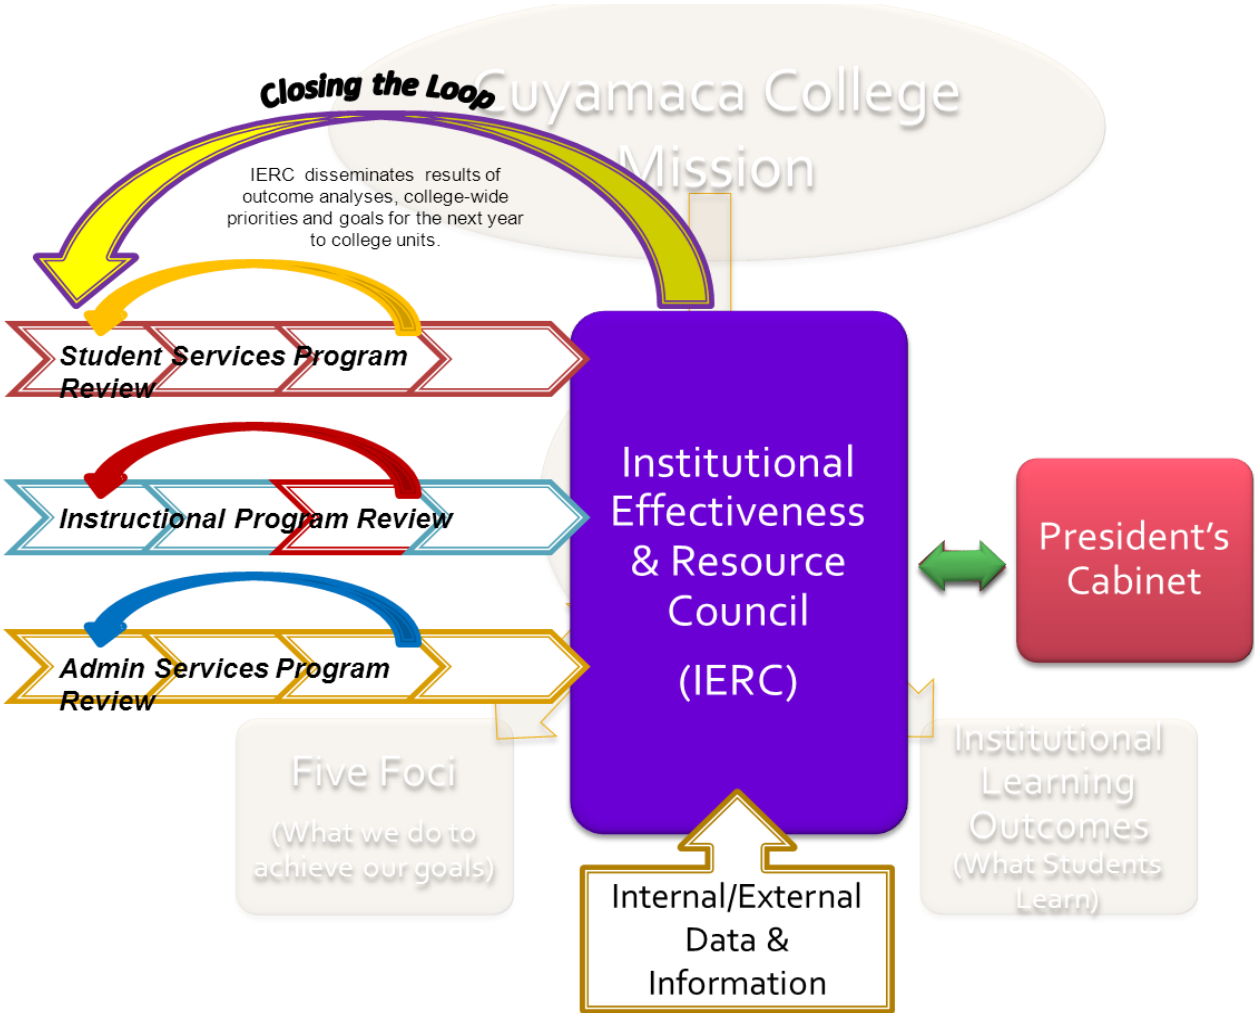 Cuyamaca College
Mission
Closing the Loop
IERC disseminates results of
outcome analyses, college-wide
priorities and goals for the next year
to college units.
Student Services Program
Review
Instructional Program Review
Admin Services Program
Review
Institutional
Effectiveness
& Resource
Council
(IERC)
President's
Cabinet
Five Foci
(What we do to
achieve our goals)
Institutional
Learning
Outcomes
(What Students
Learn)
Internal/External
Data &
Information